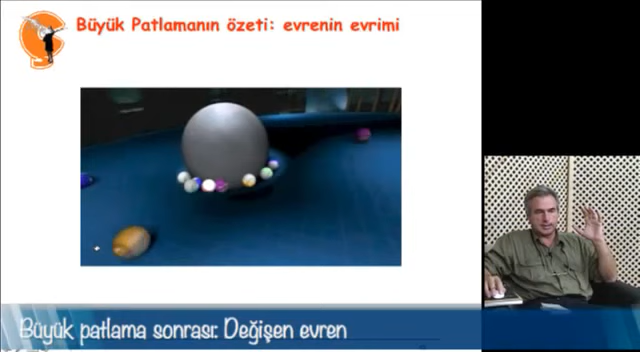 Büyük Patlamanın özeti: evrenin evrimi
Büyük patlama sonrası: Değişen evren